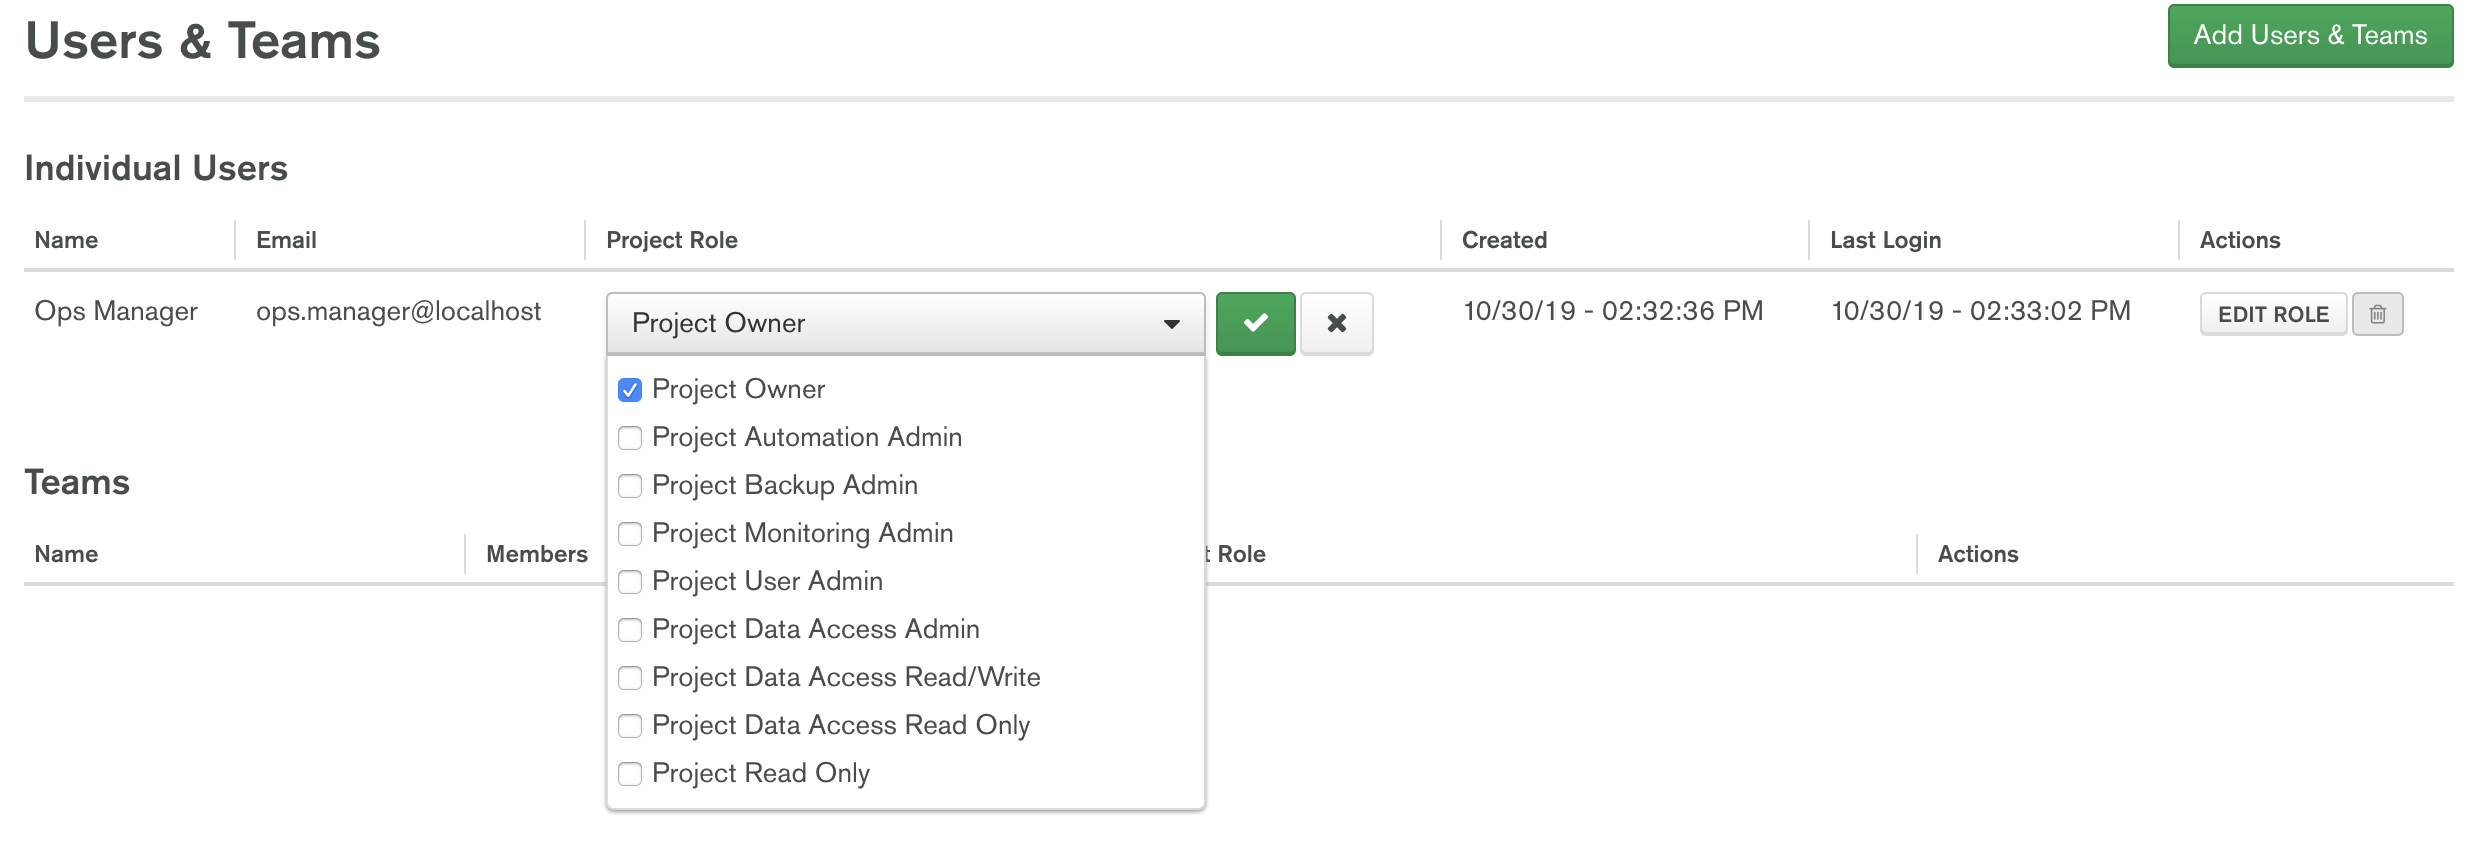 Users & Teams
Add Users & Teams
Individual Users
Name Email Project Role Created Last Login Actions
Ops Manager ops.manager@localhost Project Owner 10/30/19 - 02:32:36 PM 10/30/19 - 02:33:02 PM EDIT ROLE
Project Owner
Project Automation Admin
Project Backup Admin
Project Monitoring Admin
Project User Admin
Project Data Access Admin
Project Data Access Read/Write
Project Data Access Read Only
Project Read Only
Teams
Name Members t Role Actions